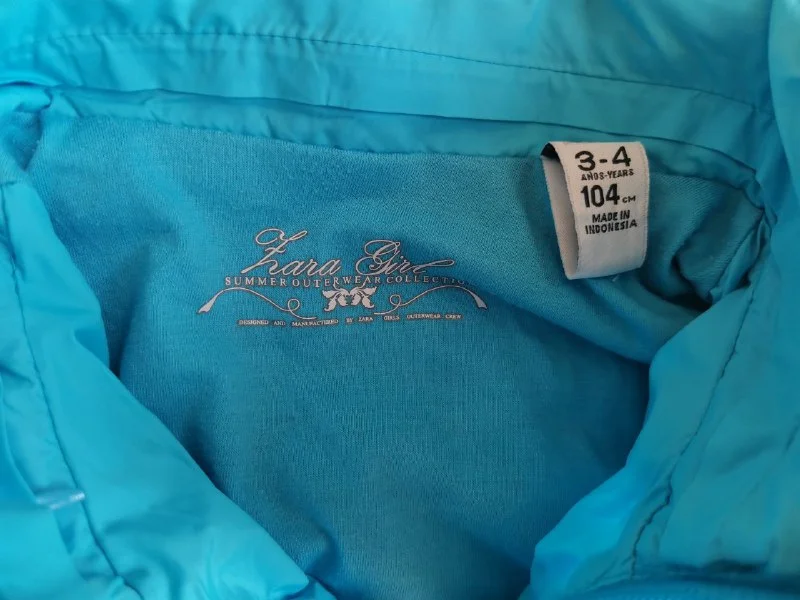 Zara Girl
SUMMER OUTERWEAR COLLECTIO
DESIGNED AND MANUFACTURED BY ZARA GIRLS OUTERWEAR CREW
3-4
AÑOS-YEARS
104 CM
MADE IN
INDONESIA